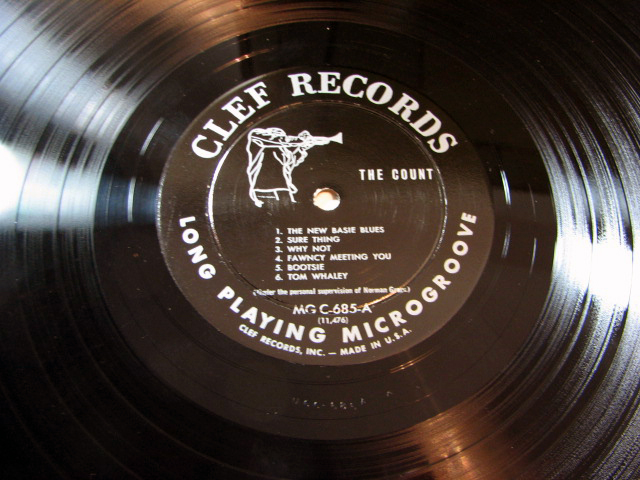 CLEF RECORDS
THE COUNT
1. THE NEW BASIE BLUES
2. SURE THING
3. WHY NOT
4. FAWNCY MEETING YOU
5. BOOTSIE
6. TOM WHALEY
(Under the personal supervision of Norman Granz.)
MG C-685-A
(11,476)
LONG PLAYING MICROGROOVE
CLEF RECORDS, INC. — MADE IN U.S.A.